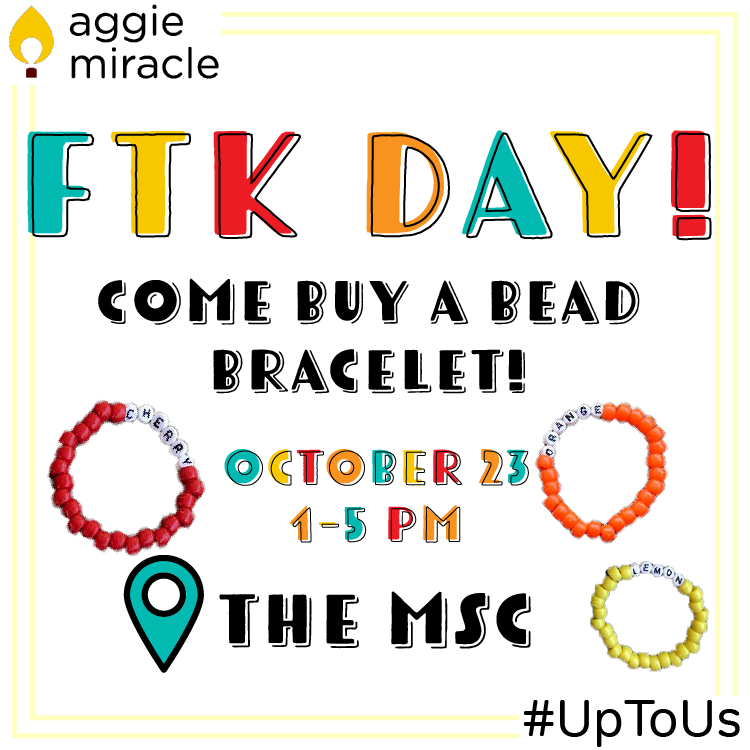 aggie
miracle
FTK DAY!
COME BUY A BEAD
BRACELET!
CHERRY
ORANGE
OCTOBER 23
1-5 PM
LEMON
THE MSC
#UpToUs